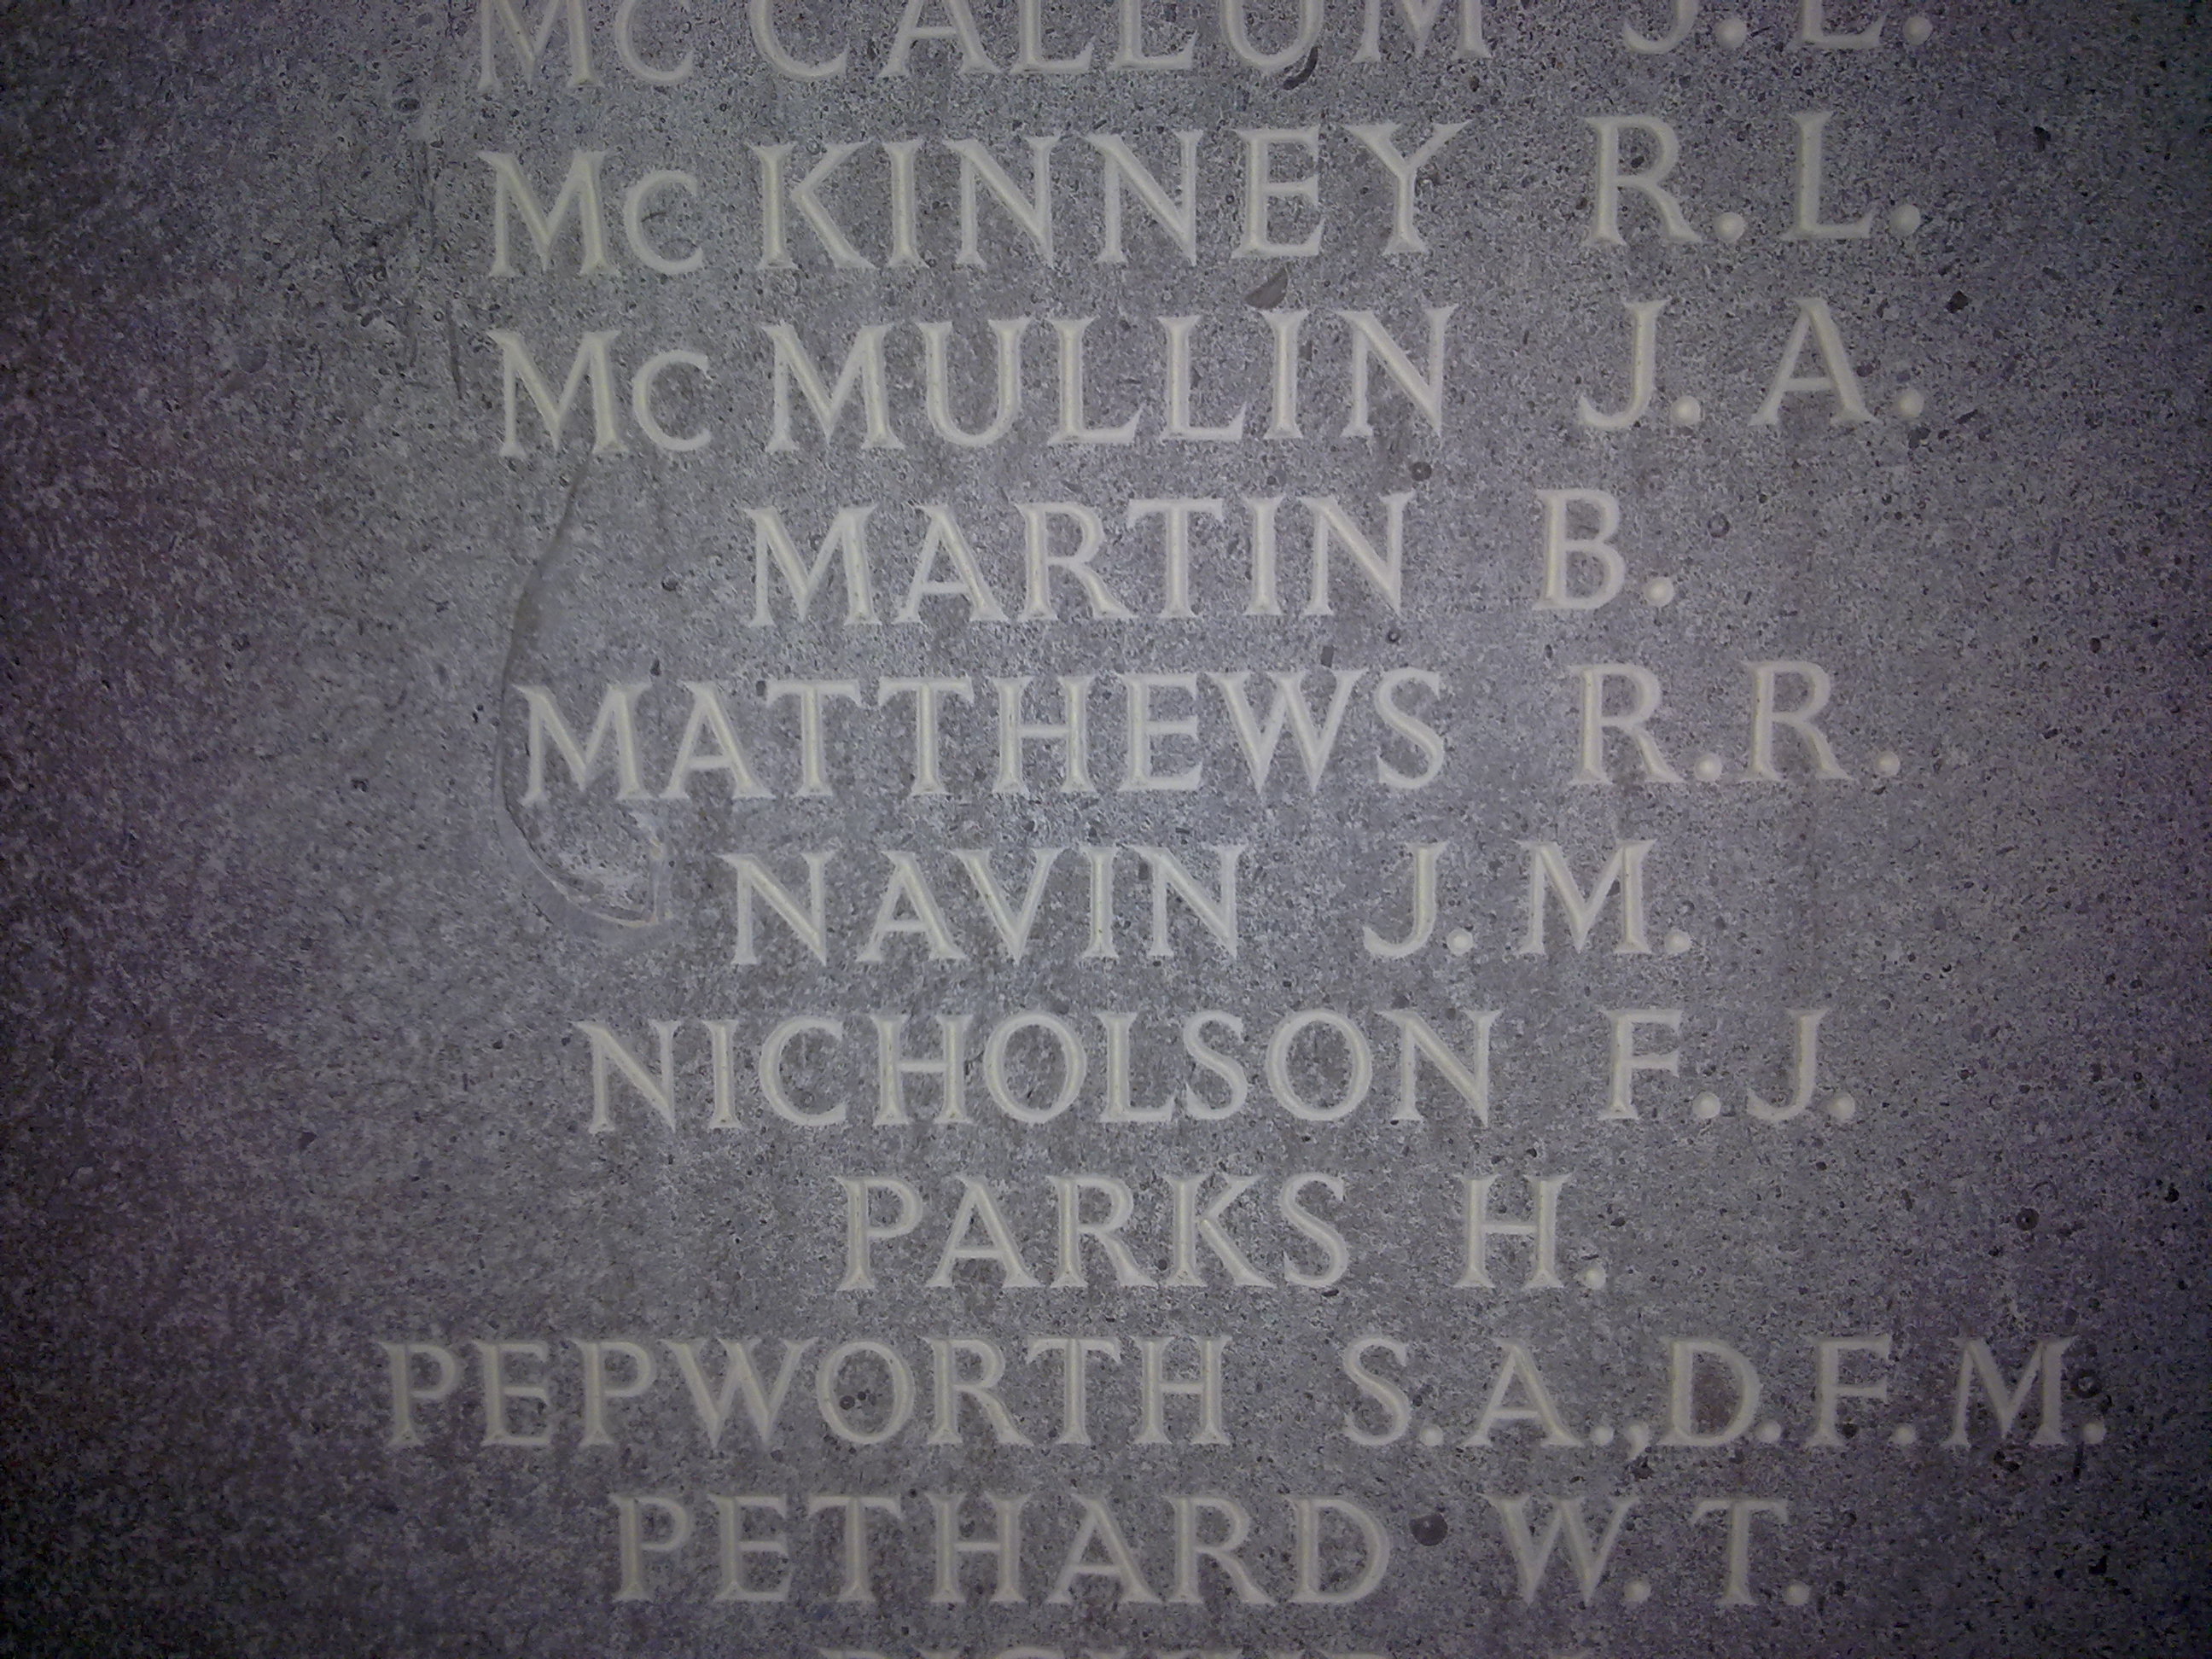 McCALLUM J.L.
McKINNEY R.L.
McMULLIN J.A.
MARTIN B.
MATTHEWS R.R.
NAVIN J.M.
NICHOLSON F.J.
PARKS H.
PEPWORTH S.A.,D.F.M.
PETHARD W.T.